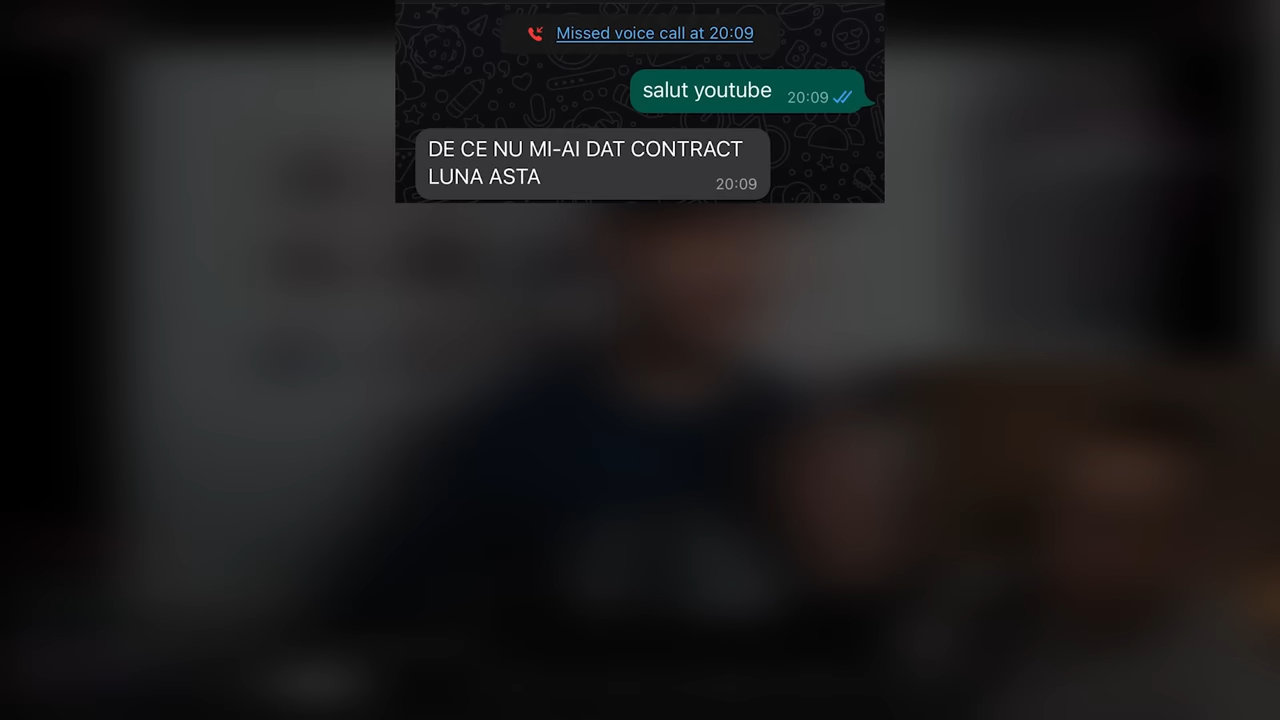 Missed voice call at 20:09
salut youtube 20:09
DE CE NU MI-AI DAT CONTRACT
LUNA ASTA 20:09